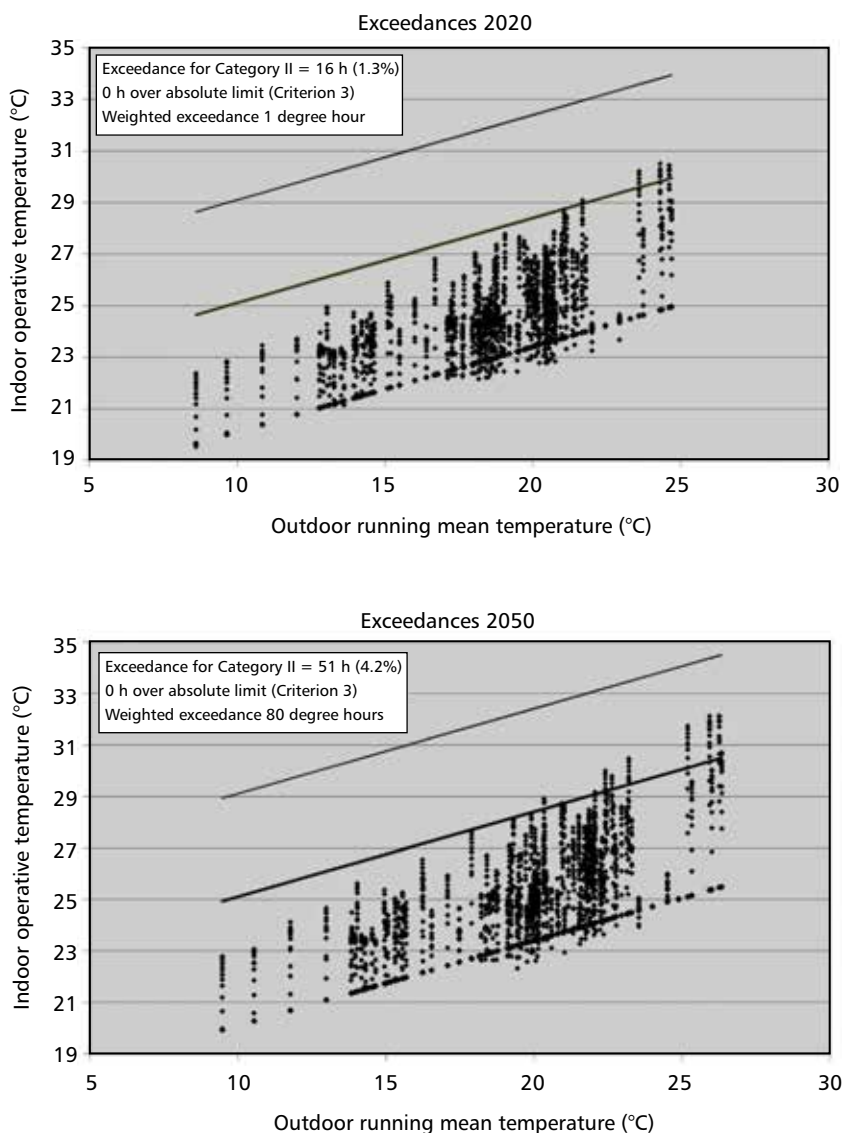 Exceedances 2020
35
33
31
29
27
25
23
21
19
Indoor operative temperature (°C)
Exceedance for Category II = 16 h (1.3%)
0 h over absolute limit (Criterion 3)
Weighted exceedance 1 degree hour
5 10 15 20 25 30
Outdoor running mean temperature (°C)
Exceedances 2050
35
33
31
29
27
25
23
21
19
Indoor operative temperature (°C)
Exceedance for Category II = 51 h (4.2%)
0 h over absolute limit (Criterion 3)
Weighted exceedance 80 degree hours
5 10 15 20 25 30
Outdoor running mean temperature (°C)